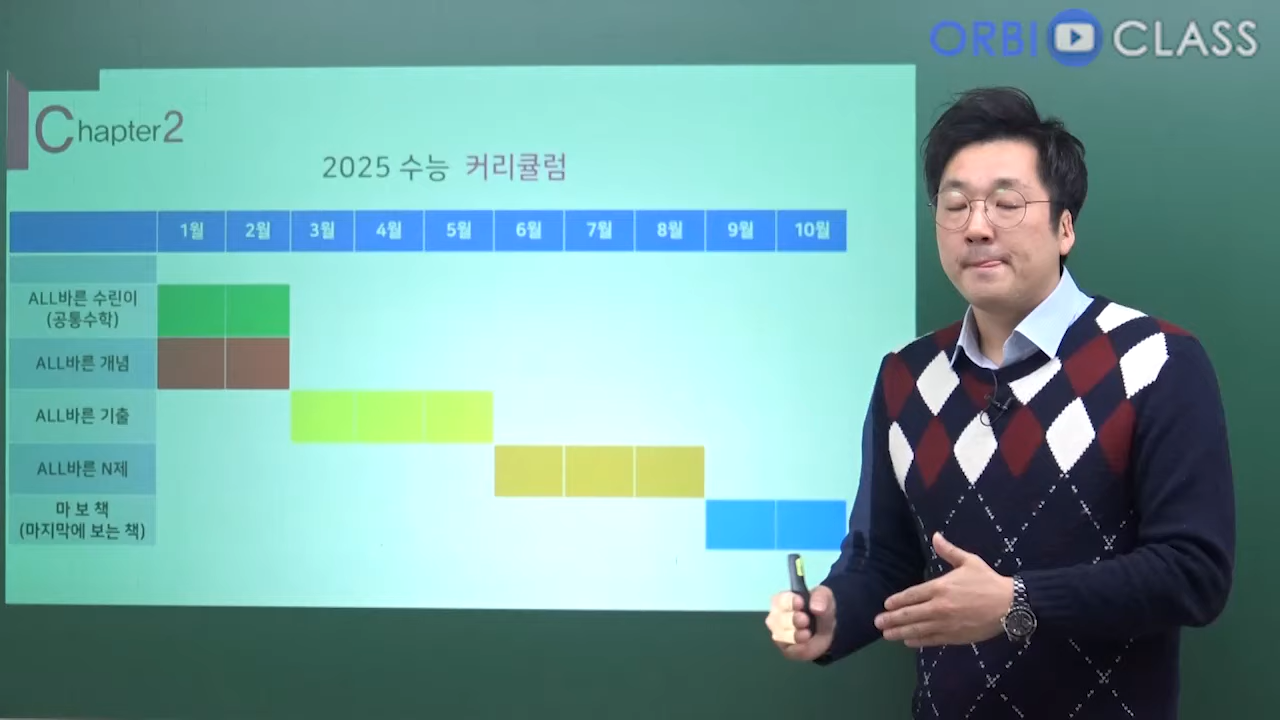 ORBI CLASS
Chapter2
2025 수능 커리큘럼
1월 2월 3월 4월 5월 6월 7월 8월 9월 10월
ALL바른 수린이
(공통수학)
ALL바른 개념
ALL바른 기출
ALL바른 N제
마 보 책
(마지막에 보는 책)